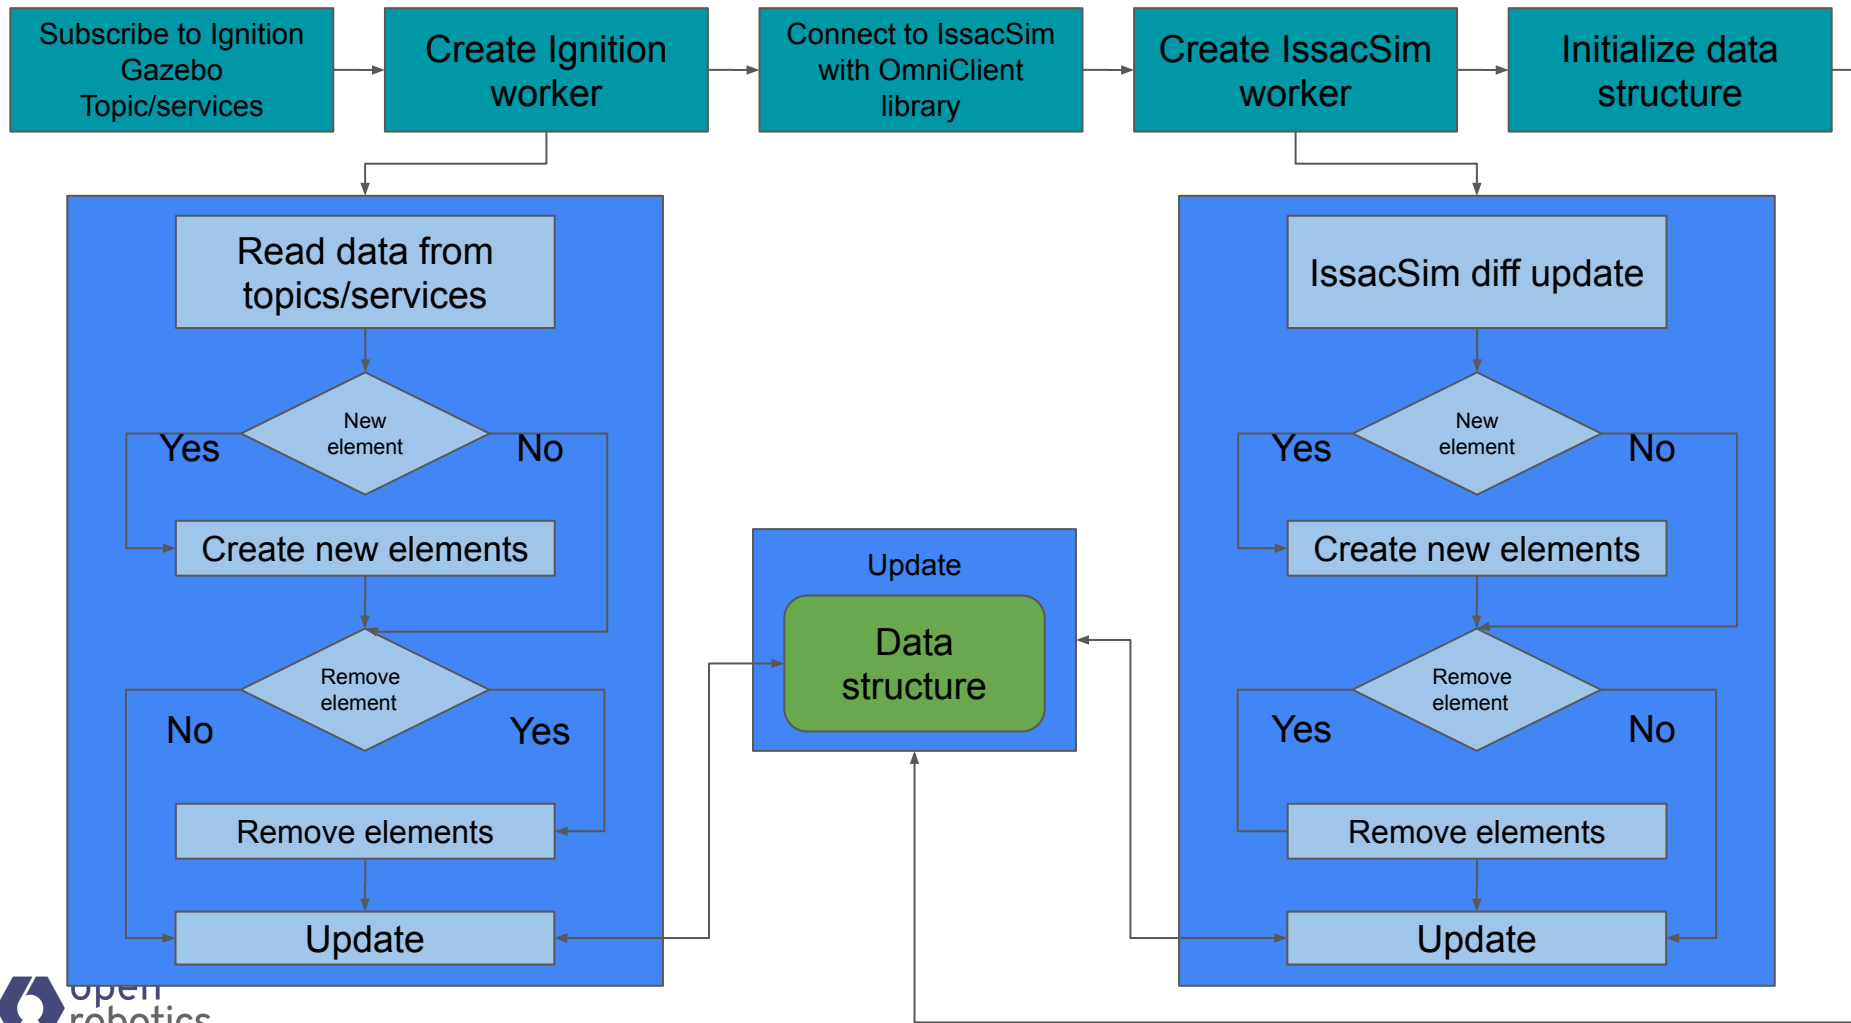 Subscribe to Ignition
Gazebo
Topic/services
Create Ignition
worker
Connect to IssacSim
with OmniClient
library
Create IssacSim
worker
Initialize data
structure
Read data from
topics/services
New
element
Yes
No
Create new elements
Remove
element
No
Yes
Remove elements
Update
Update
Data
structure
IssacSim diff update
New
element
Yes
No
Create new elements
Remove
element
Yes
No
Remove elements
Update
open
robotics